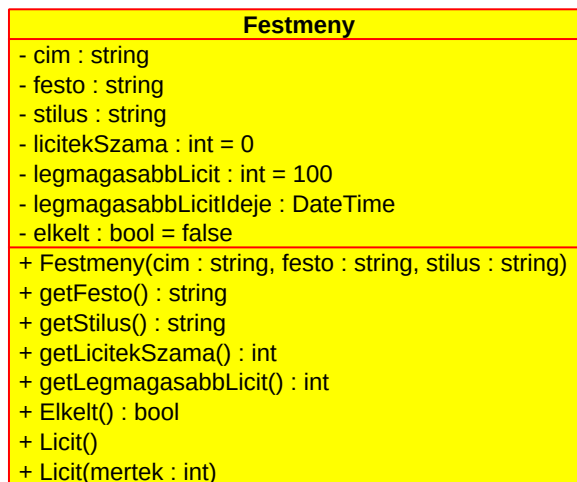 Festmeny
- cim : string
- festo : string
- stilus : string
- licitekSzama : int = 0
- legmagasabbLicit : int = 100
- legmagasabbLicitIdeje : DateTime
- elkelt : bool = false
+ Festmeny(cim : string, festo : string, stilus : string)
+ getFesto() : string
+ getStilus() : string
+ getLicitekSzama() : int
+ getLegmagasabbLicit() : int
+ Elkelt() : bool
+ Licit()
+ Licit(mertek : int)